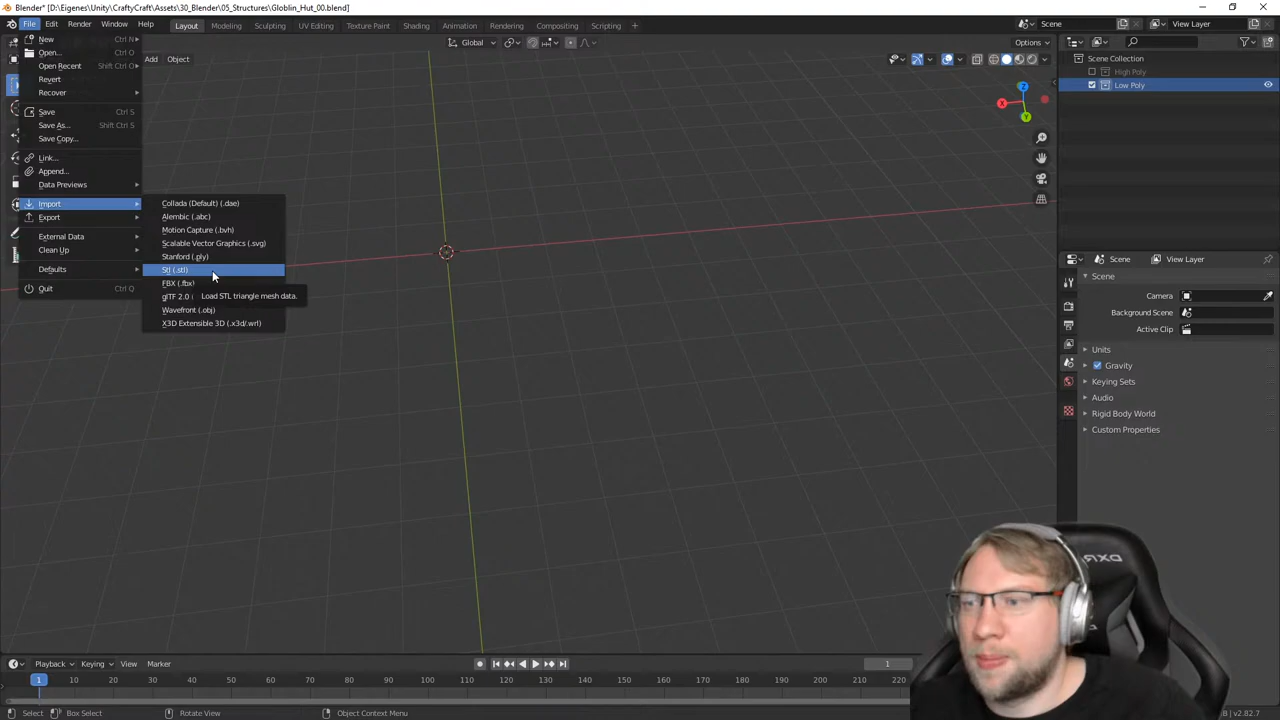 Blender* [D:\Eigenes\Unity\CraftyCraft\Assets\30_Blender\05_Structures\Globlin_Hut_00.blend]
File Edit Render Window Help Layout Modeling Sculpting UV Editing Texture Paint Shading Animation Rendering Compositing Scripting Scene View Layer
Global Options
Add Object
New Ctrl N
Open... Ctrl O
Open Recent Shift Ctrl O
Revert
Recover
Save Ctrl S
Save As... Shift Ctrl S
Save Copy...
Link...
Append...
Data Previews
Import
Export
External Data
Clean Up
Defaults
Quit Ctrl Q
Collada (Default) (.dae)
Alembic (.abc)
Motion Capture (.bvh)
Scalable Vector Graphics (.svg)
Stanford (.ply)
Stl (.stl)
FBX (.fbx)
glTF 2.0
Load STL triangle mesh data.
Wavefront (.obj)
X3D Extensible 3D (.x3d/.wrl)
Z
X
Y
Scene Collection
High Poly
Low Poly
Scene View Layer
Scene
Camera
Background Scene
Active Clip
Units
Gravity
Keying Sets
Audio
Rigid Body World
Custom Properties
DXR
Playback Keying View Marker 1
1 10 20 30 40 50 60 70 80 90 100 110 120 130 140 150 160 170 180 190 200 210 220
Select Box Select Rotate View Object Context Menu v2.82.7